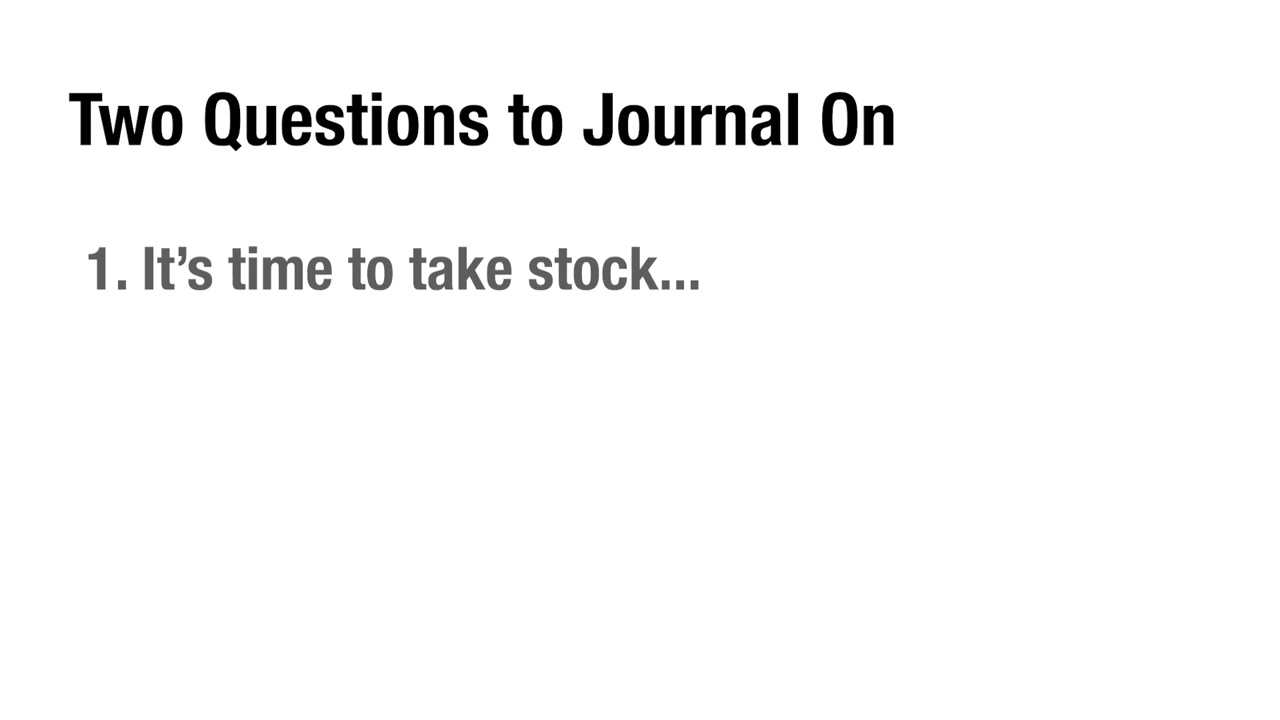 Two Questions to Journal On
1. It’s time to take stock...